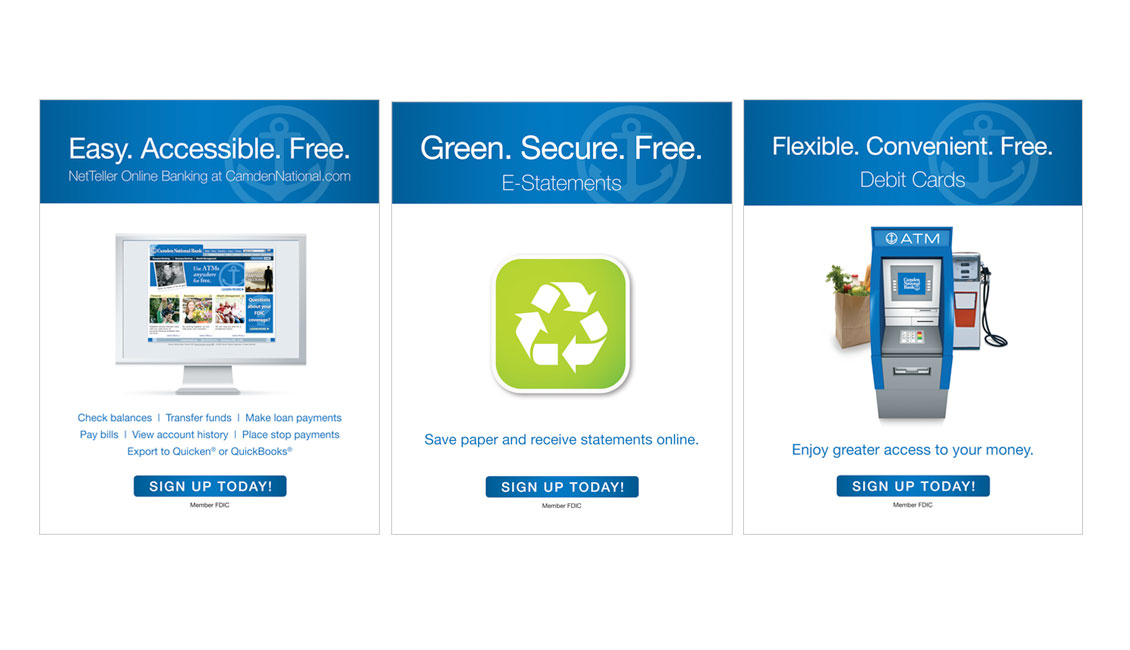 Easy. Accessible. Free.
NetTeller Online Banking at CamdenNational.com
Camden National Bank
Use ATMs
anywhere
for free.
Questions
about your
FDIC
coverage?
Check balances | Transfer funds | Make loan payments
Pay bills | View account history | Place stop payments
Export to Quicken® or QuickBooks®
SIGN UP TODAY!
Member FDIC
Green. Secure. Free.
E-Statements
Save paper and receive statements online.
SIGN UP TODAY!
Member FDIC
Flexible. Convenient. Free.
Debit Cards
ATM
Camden
National
Bank
Enjoy greater access to your money.
SIGN UP TODAY!
Member FDIC